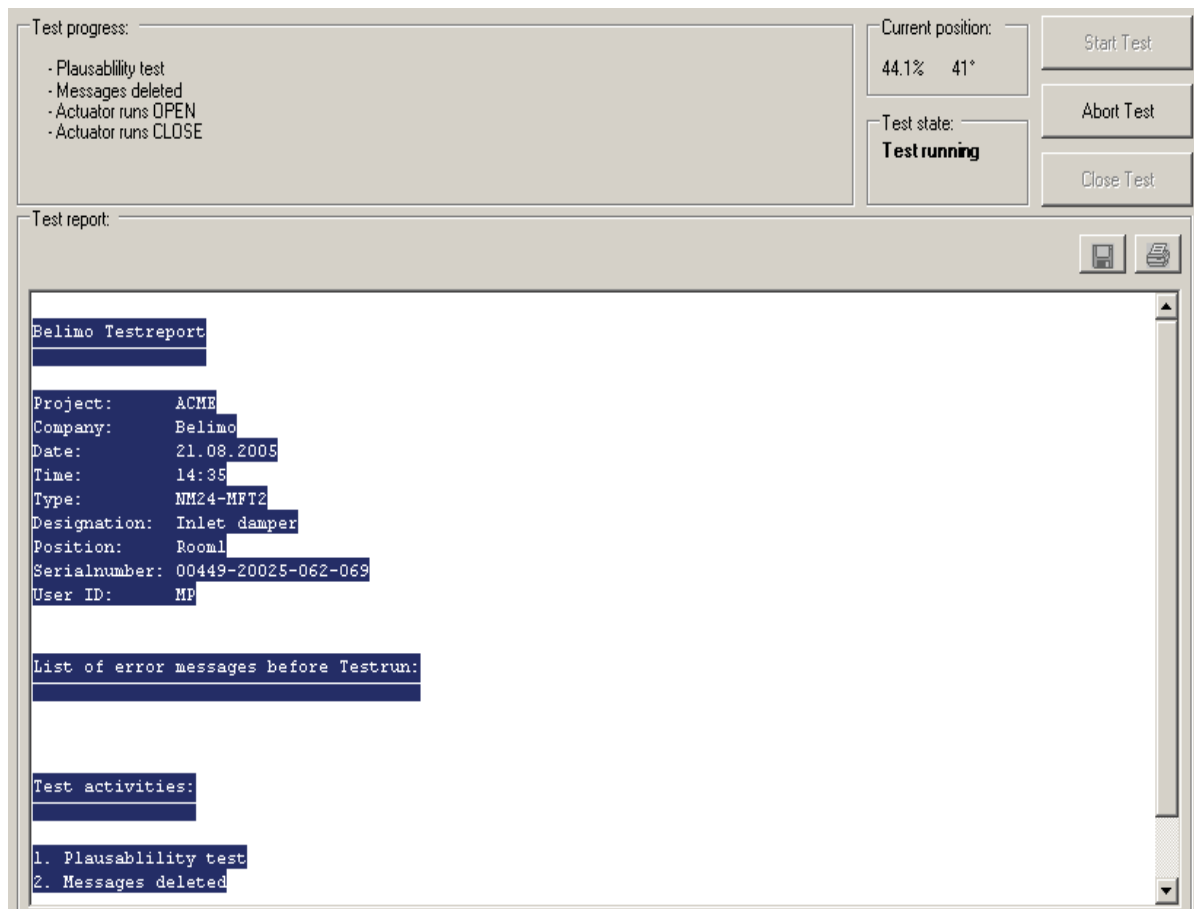 Test progress:
- Plausablility test
- Messages deleted
- Actuator runs OPEN
- Actuator runs CLOSE
Current position:
44.1% 41°
Test state:
Test running
Start Test
Abort Test
Close Test
Test report:
Belimo Testreport
Project: ACME
Company: Belimo
Date: 21.08.2005
Time: 14:35
Type: NM24-MFT2
Designation: Inlet damper
Position: Room1
Serialnumber: 00449-20025-062-069
User ID: MP
List of error messages before Testrun:
Test activities:
1. Plausablility test
2. Messages deleted